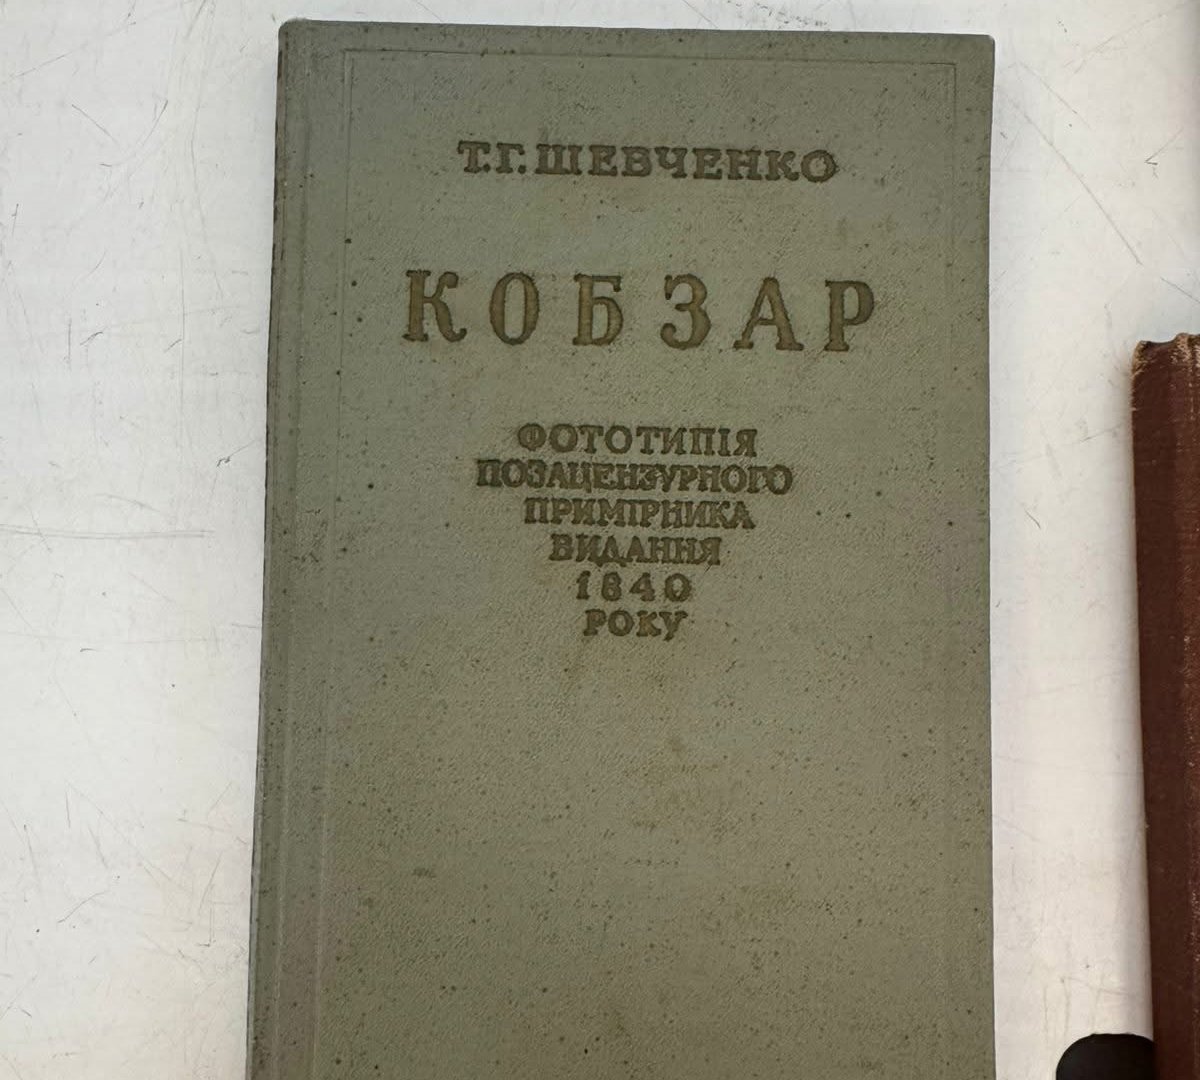 Т.Г. ШЕВЧЕНКО
КОБЗАР
ФОТОТИПІЯ
ПОЗАЦЕНЗУРНОГО
ПРИМІРНИКА
ВИДАННЯ
1840
РОКУ